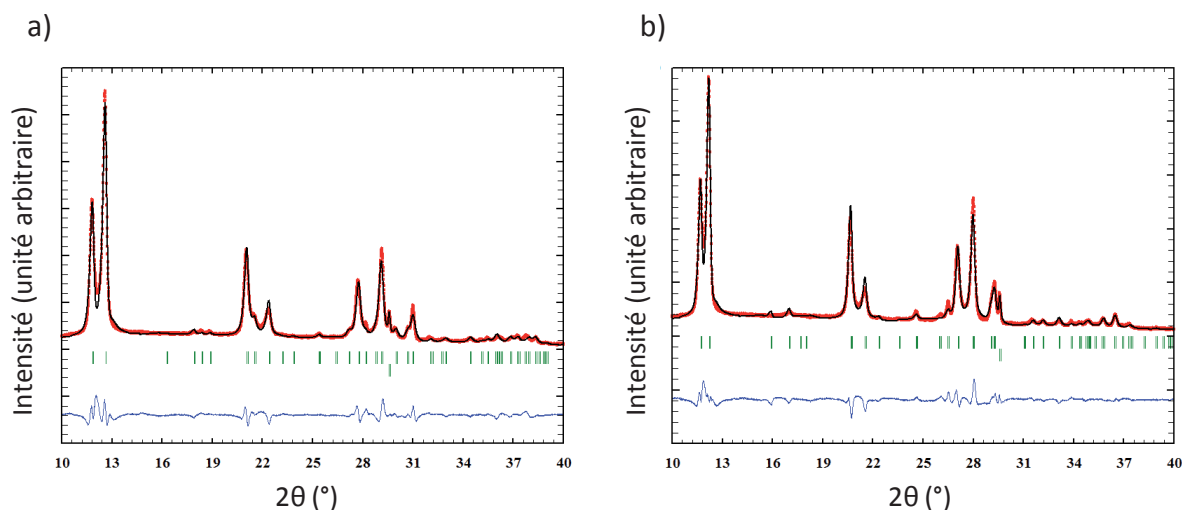 a)
Intensité (unité arbitraire)
10 13 16 19 22 25 28 31 34 37 40
2θ (°)
b)
Intensité (unité arbitraire)
10 13 16 19 22 25 28 31 34 37 40
2θ (°)